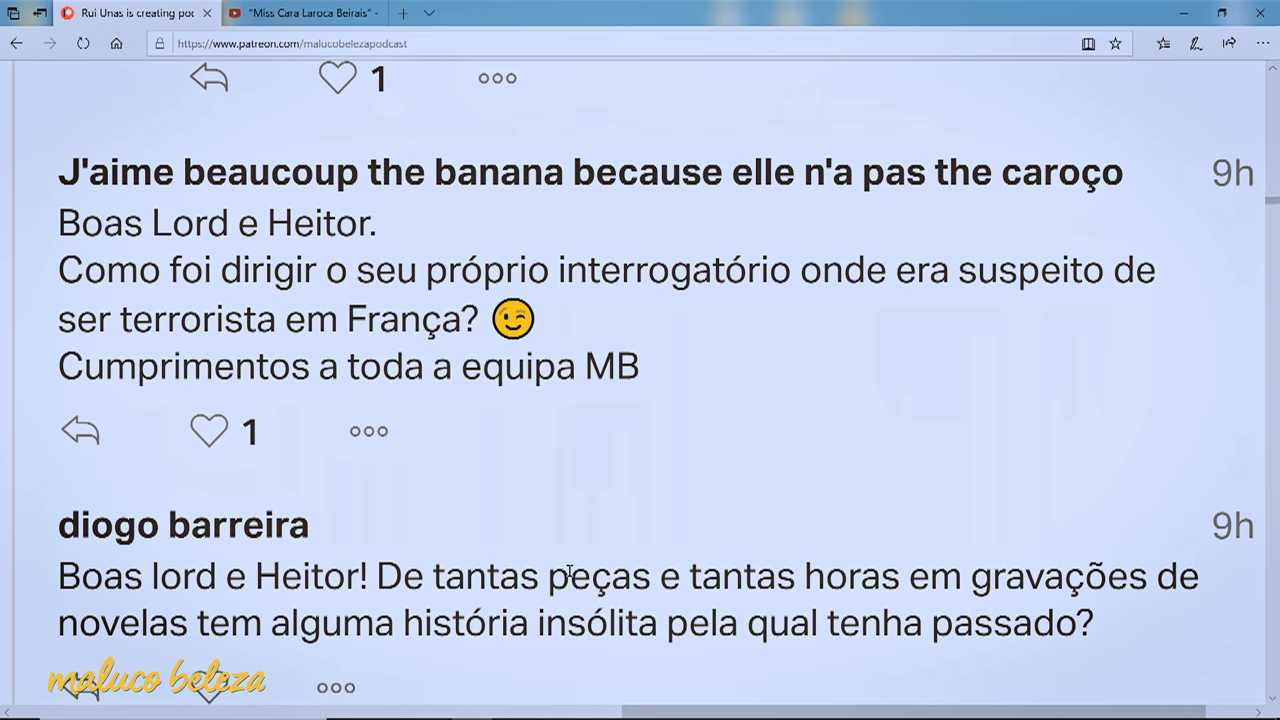 Rui Unas is creating poc
"Miss Cara Laroca Beirais" -
https://www.patreon.com/malucobelezapodcast
1
J'aime beaucoup the banana because elle n'a pas the caroço
9h
Boas Lord e Heitor.
Como foi dirigir o seu próprio interrogatório onde era suspeito de
ser terrorista em França? 😉
Cumprimentos a toda a equipa MB
1
diogo barreira
9h
Boas lord e Heitor! De tantas peças e tantas horas em gravações de
novelas tem alguma história insólita pela qual tenha passado?
maluco beleza